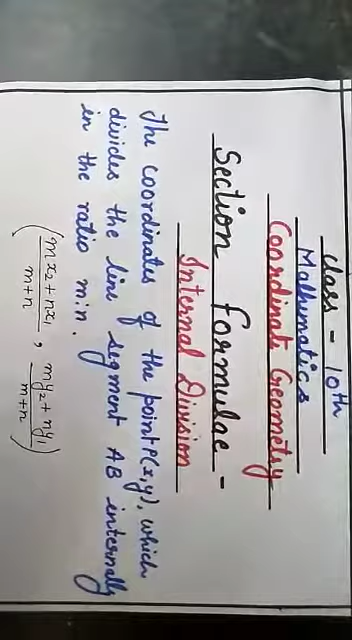 Class - 10th
Mathematics
Coordinate Geometry
Section formulae -
Internal Division
The coordinates of the point P(x,y), which
divides the line segment AB internally
in the ratio m:n.
(mx₂+nx₁/m+n , my₂+ny₁/m+n)